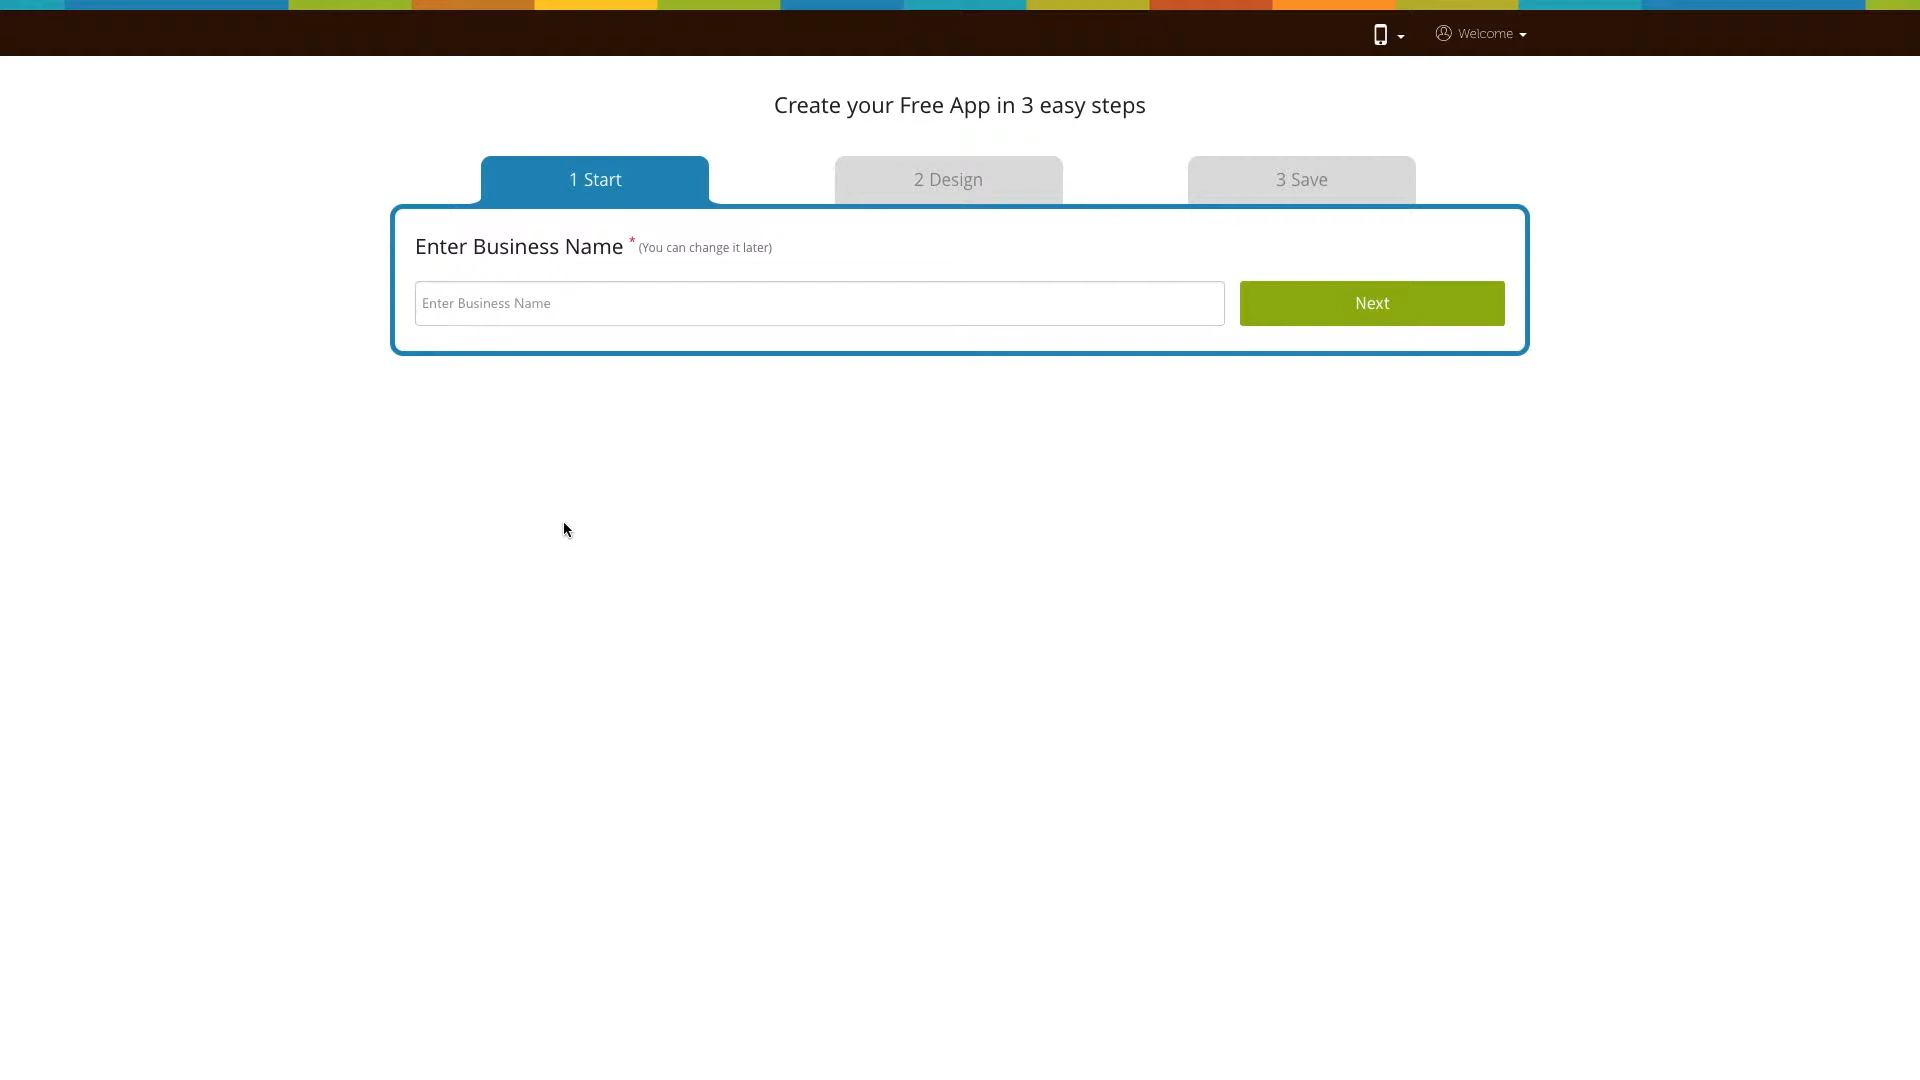 Welcome
Create your Free App in 3 easy steps
1 Start
2 Design
3 Save
Enter Business Name * (You can change it later)
Enter Business Name
Next